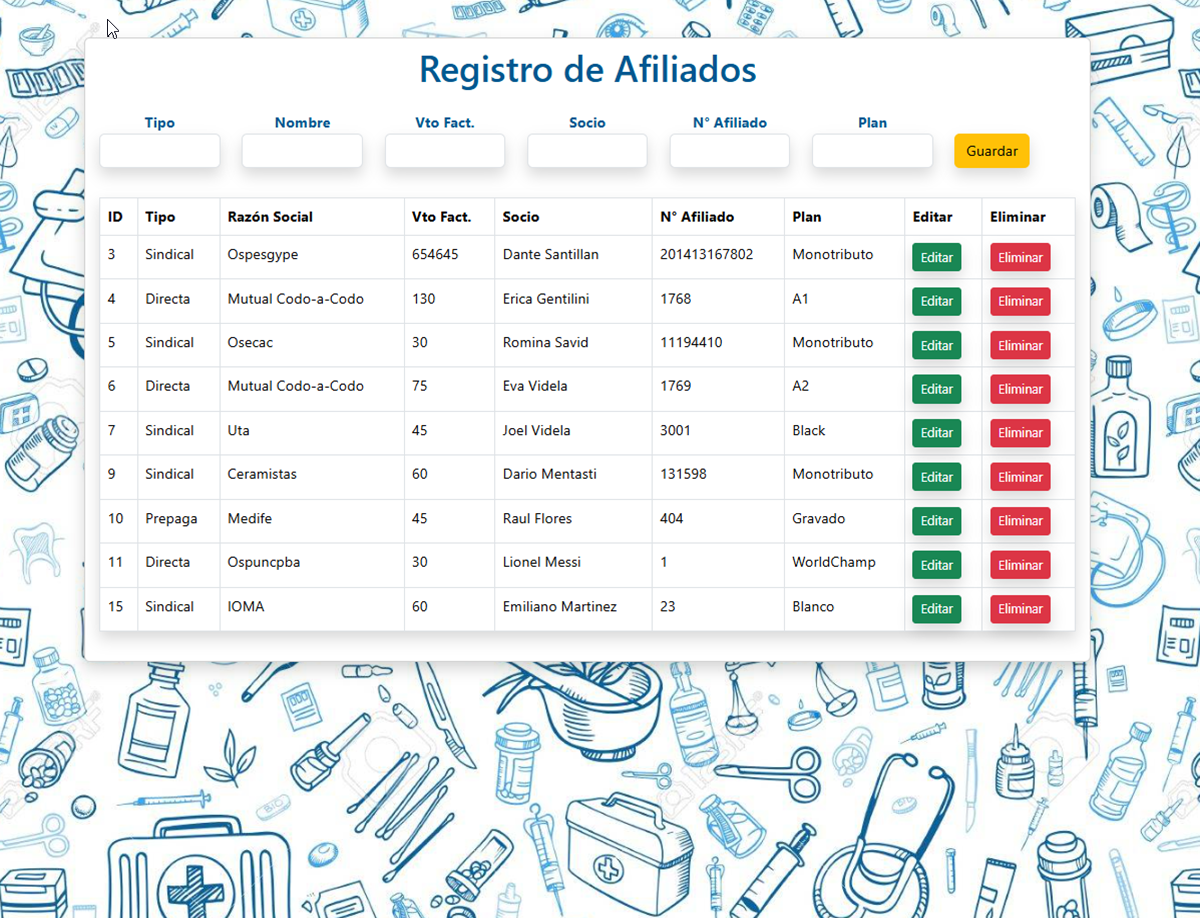 Registro de Afiliados
Tipo Nombre Vto Fact. Socio N° Afiliado Plan
Guardar
ID Tipo Razón Social Vto Fact. Socio N° Afiliado Plan Editar Eliminar
3 Sindical Ospesgype 654645 Dante Santillan 201413167802 Monotributo Editar Eliminar
4 Directa Mutual Codo-a-Codo 130 Erica Gentilini 1768 A1 Editar Eliminar
5 Sindical Osecac 30 Romina Savid 11194410 Monotributo Editar Eliminar
6 Directa Mutual Codo-a-Codo 75 Eva Videla 1769 A2 Editar Eliminar
7 Sindical Uta 45 Joel Videla 3001 Black Editar Eliminar
9 Sindical Ceramistas 60 Dario Mentasti 131598 Monotributo Editar Eliminar
10 Prepaga Medife 45 Raul Flores 404 Gravado Editar Eliminar
11 Directa Ospuncpba 30 Lionel Messi 1 WorldChamp Editar Eliminar
15 Sindical IOMA 60 Emiliano Martinez 23 Blanco Editar Eliminar